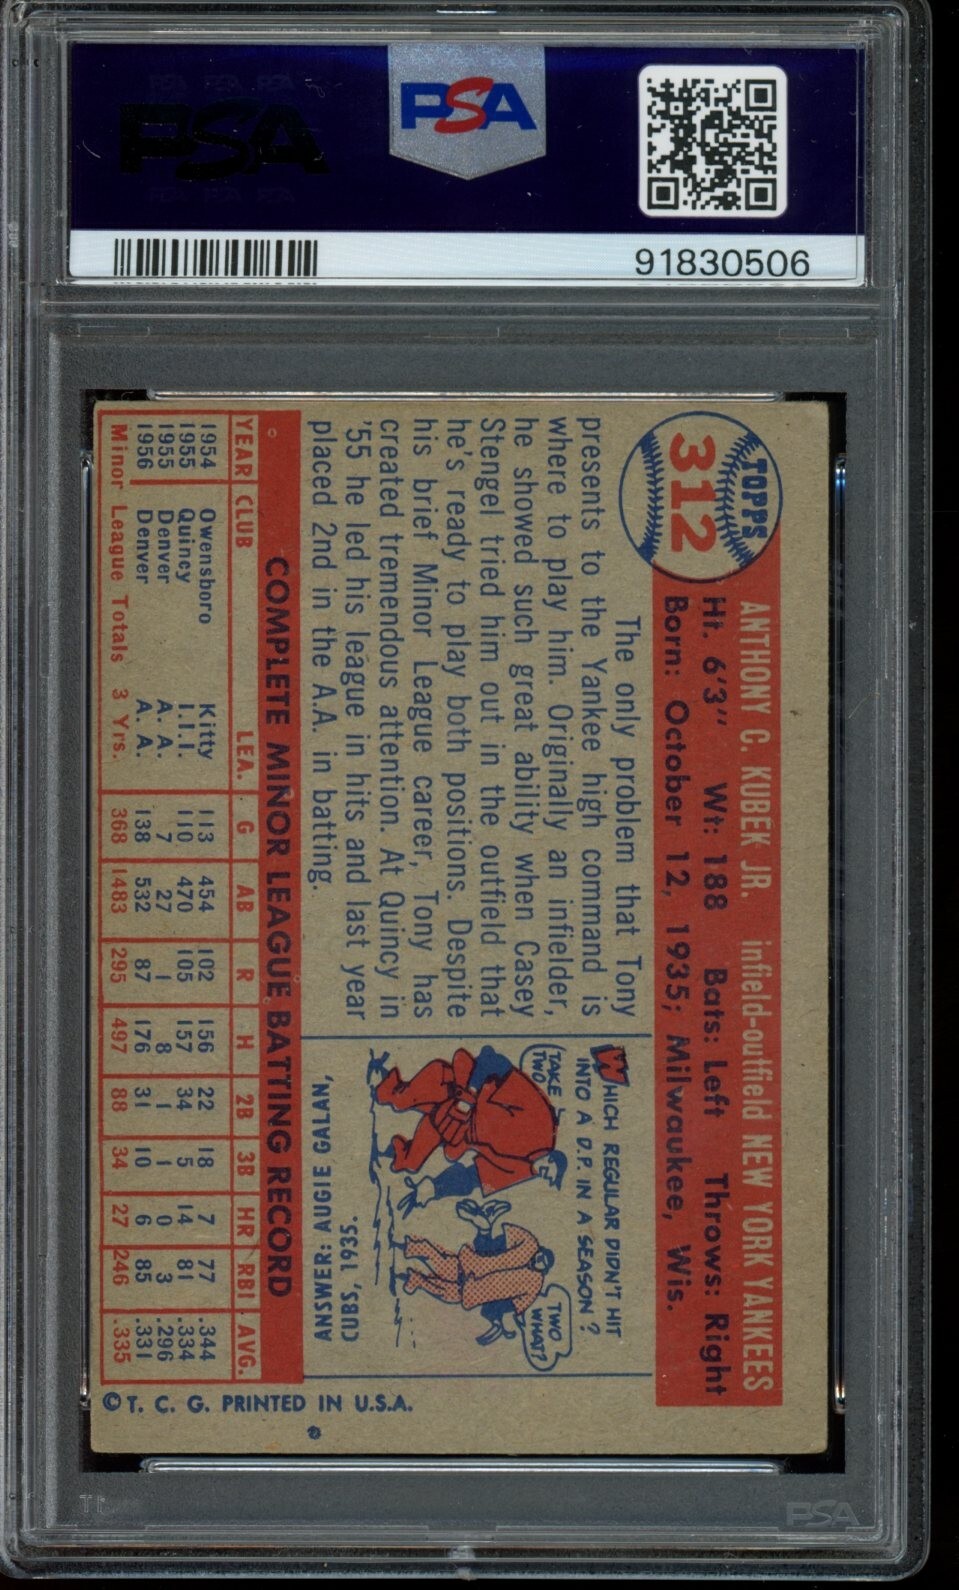 PSA
PSA
91830506
TOPPS
312
ANTHONY C. KUBEK JR. infield-outfield NEW YORK YANKEES
Ht. 6'3" Wt: 188 Bats: Left Throws: Right
Born: October 12, 1935; Milwaukee, Wis.
The only problem that Tony
presents to the Yankee high command is
where to play him. Originally an infielder,
he showed such great ability when Casey
Stengel tried him out in the outfield that
he's ready to play both positions. Despite
his brief Minor League career, Tony has
created tremendous attention. At Quincy in
'55 he led his league in hits and last year
placed 2nd in the A.A. in batting.
WHICH REGULAR DIDN'T HIT
INTO A D.P. IN A SEASON?
TAKE
TWO
TWO
WHAT?
ANSWER: AUGIE GALAN,
CUBS, 1935.
COMPLETE MINOR LEAGUE BATTING RECORD
YEAR CLUB LEA. G AB R H 2B 3B HR RBI AVG.
1954 Owensboro Kitty 113 454 102 156 22 18 7 77 .344
1955 Quincy I.I.I. 110 470 105 157 34 5 14 81 .334
1955 Denver A. A. 7 27 1 8 1 1 0 3 .296
1956 Denver A. A. 138 532 87 176 31 10 6 85 .331
Minor League Totals 3 Yrs. 368 1483 295 497 88 34 27 246 .335
© T. C. G. PRINTED IN U.S.A.
PSA